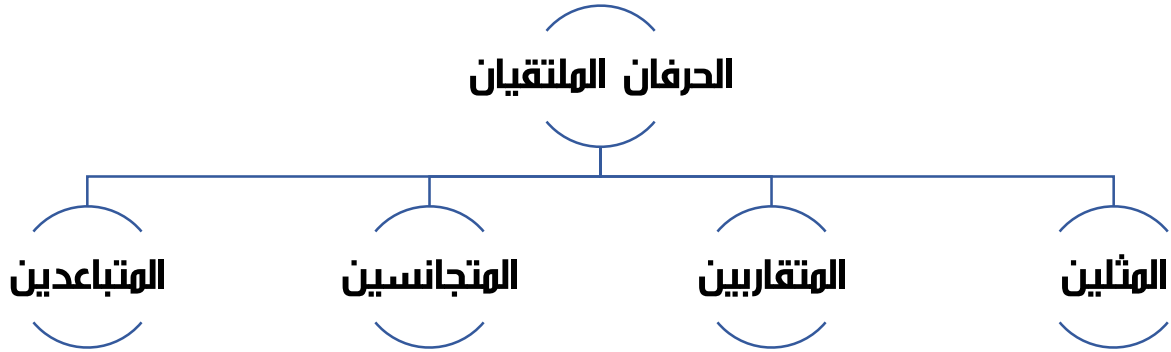 الحرفان الملتقيان
المثلين
المتقاربين
المتجانسين
المتباعدين